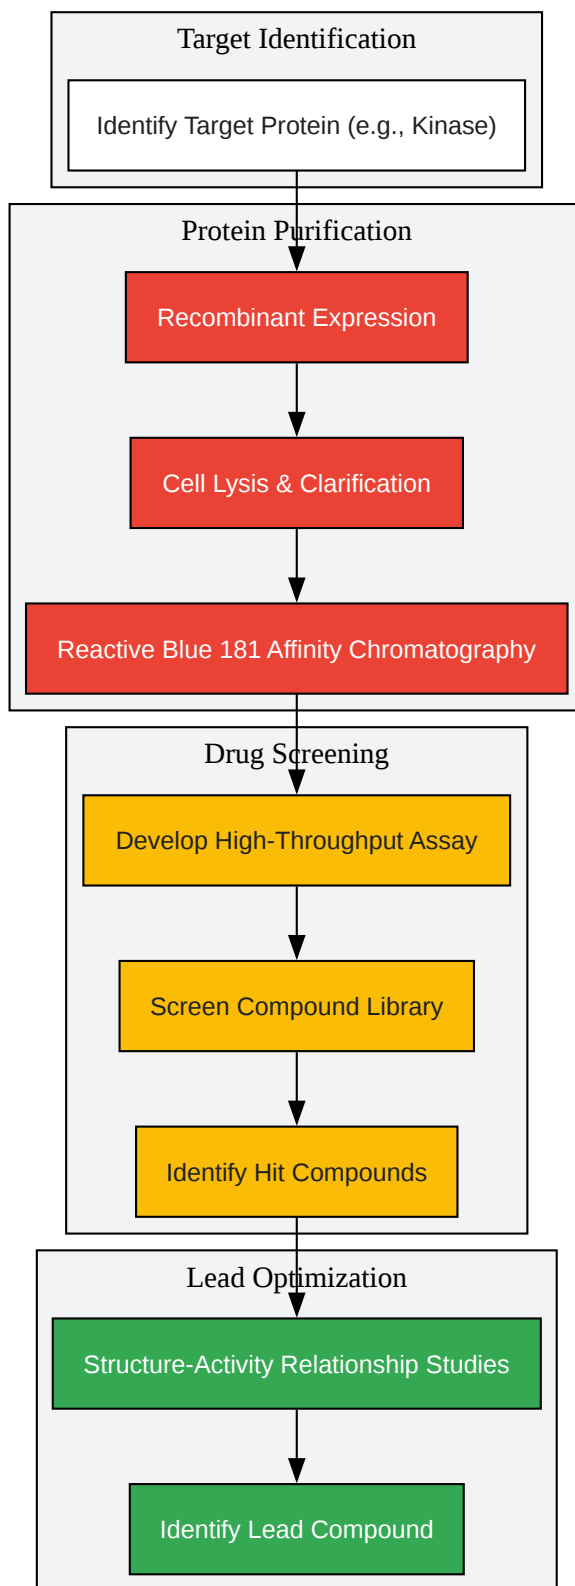 Target Identification
Identify Target Protein (e.g., Kinase)
Protein Purification
Recombinant Expression
Cell Lysis & Clarification
Reactive Blue 181 Affinity Chromatography
Drug Screening
Develop High-Throughput Assay
Screen Compound Library
Identify Hit Compounds
Lead Optimization
Structure-Activity Relationship Studies
Identify Lead Compound